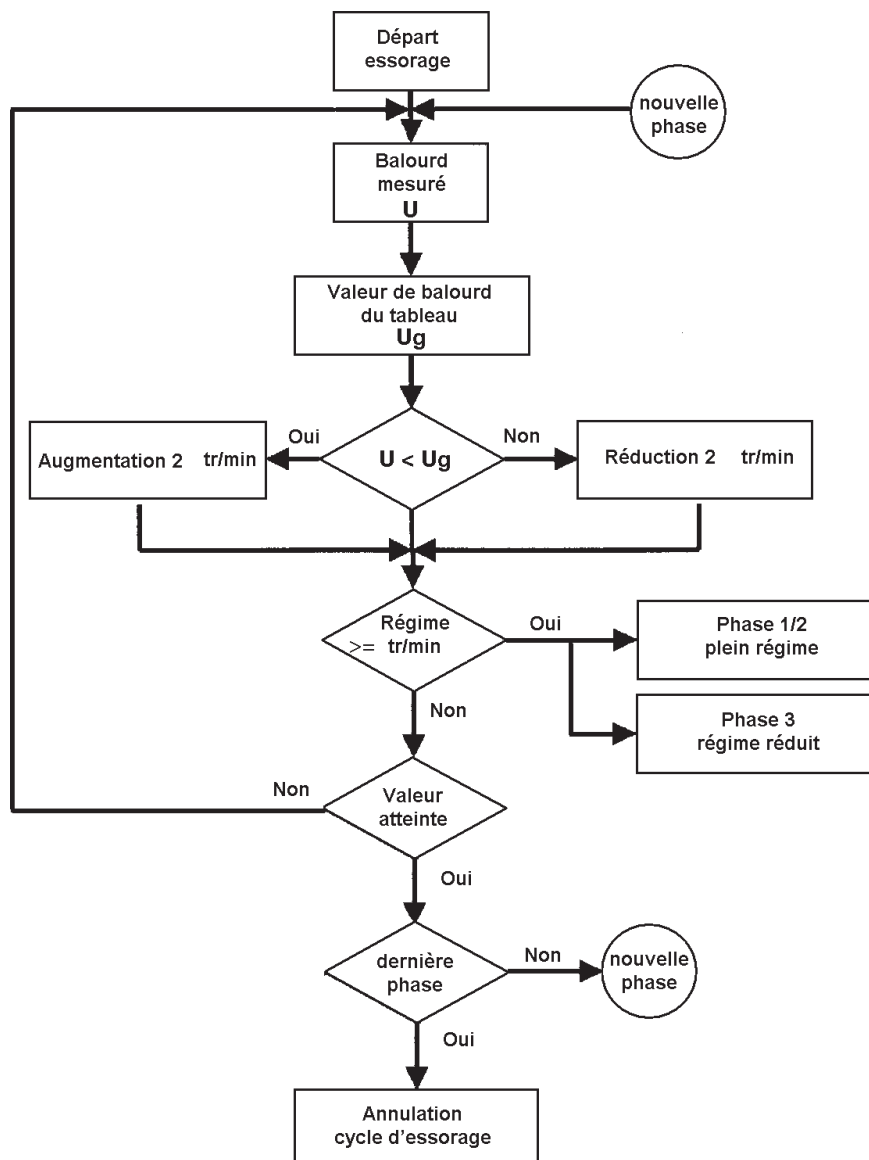 Départ
essorage
nouvelle
phase
Balourd
mesuré
U
Valeur de balourd
du tableau
Ug
Oui
Non
Augmentation 2 tr/min
U < Ug
Réduction 2 tr/min
Régime
>= tr/min
Oui
Phase 1/2
plein régime
Non
Phase 3
régime réduit
Non
Valeur
atteinte
Oui
dernière
phase
Non
nouvelle
phase
Oui
Annulation
cycle d'essorage